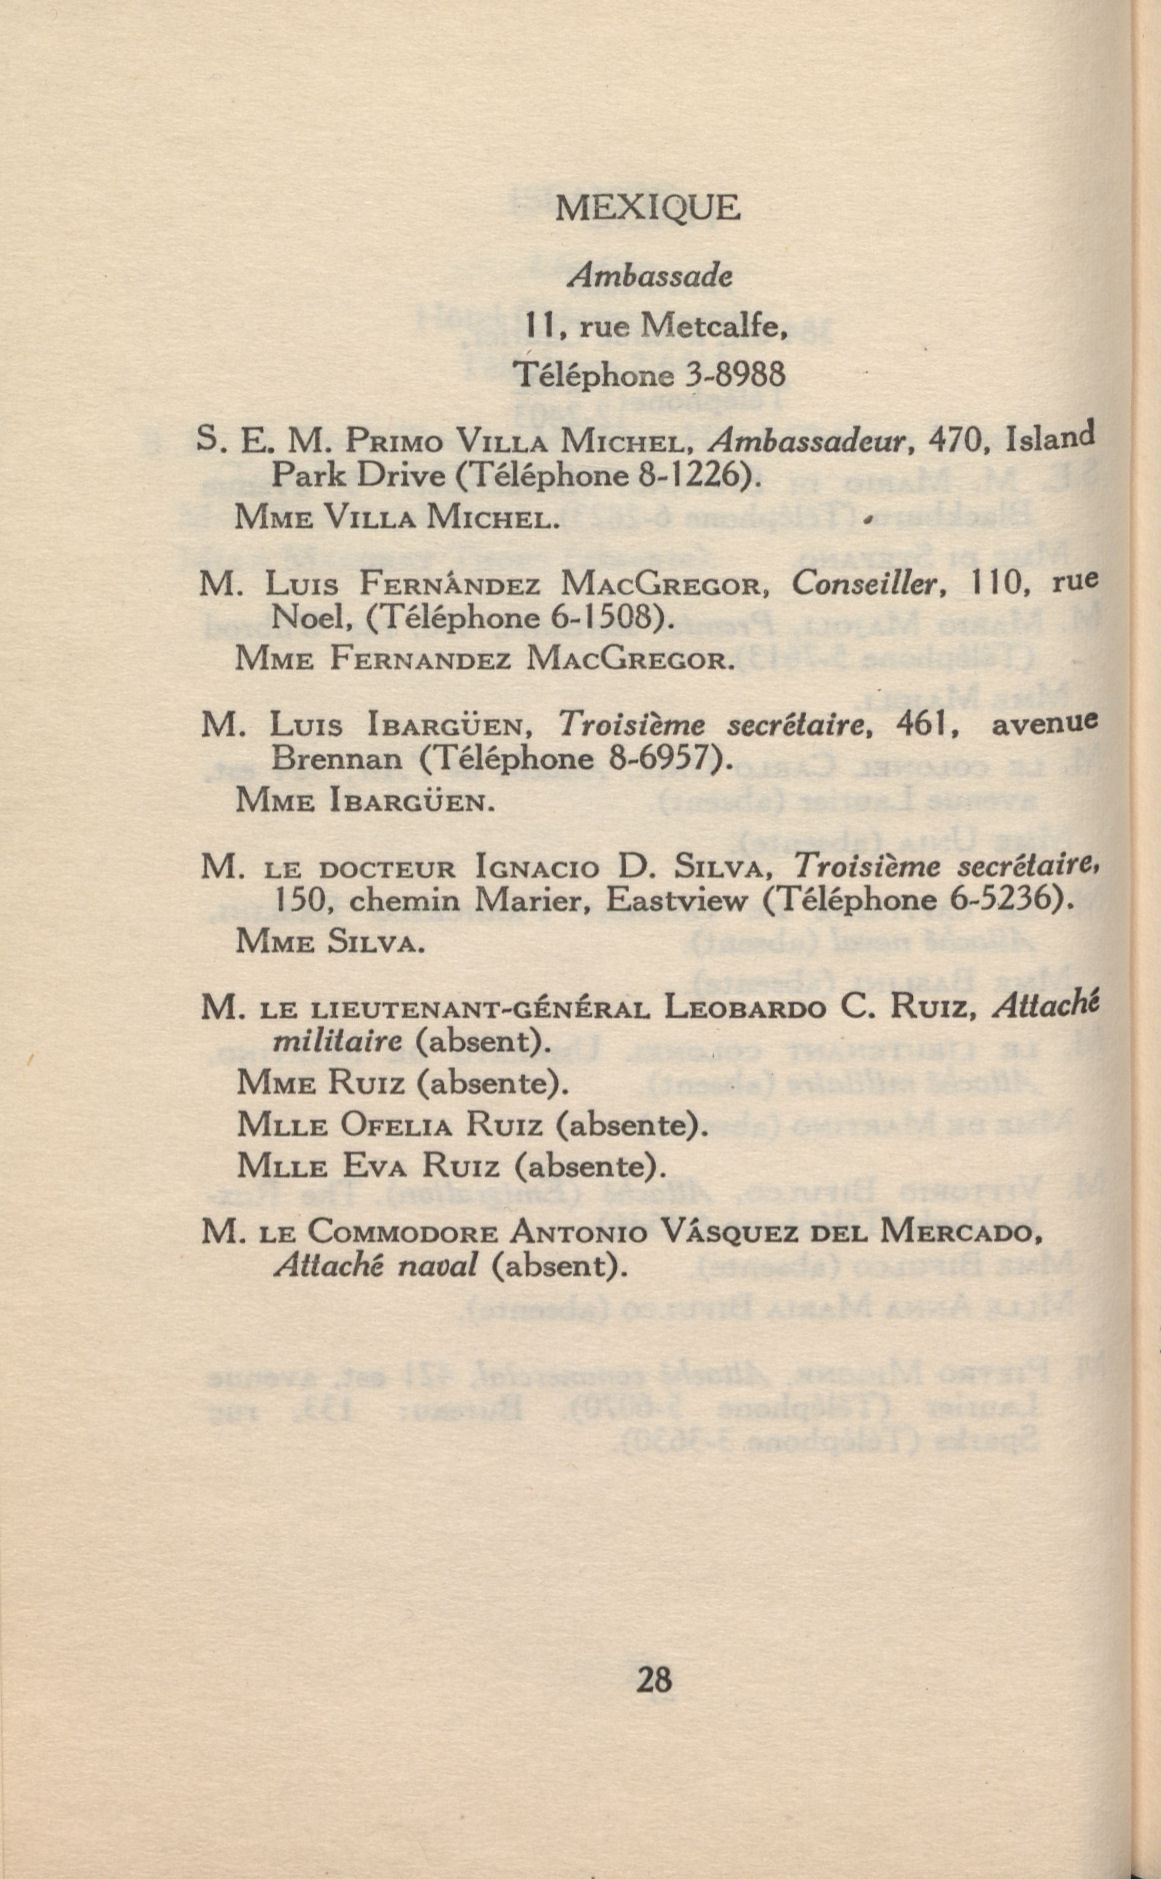 MEXIQUE
Ambassade
11, rue Metcalfe,
Téléphone 3-8988
S. E. M. PRIMO VILLA MICHEL, Ambassadeur, 470, Island
Park Drive (Téléphone 8-1226).
MME VILLA MICHEL.
M. LUIS FERNÁNDEZ MACGREGOR, Conseiller, 110, rue
Noel, (Téléphone 6-1508).
MME FERNANDEZ MACGREGOR.
M. LUIS IBARGÜEN, Troisième secrétaire, 461, avenue
Brennan (Téléphone 8-6957).
MME IBARGÜEN.
M. LE DOCTEUR IGNACIO D. SILVA, Troisième secrétaire,
150, chemin Marier, Eastview (Téléphone 6-5236).
MME SILVA.
M. LE LIEUTENANT-GÉNÉRAL LEOBARDO C. RUIZ, Attaché
militaire (absent).
MME RUIZ (absente).
MLLE OFELIA RUIZ (absente).
MLLE EVA RUIZ (absente).
M. LE COMMODORE ANTONIO VÁSQUEZ DEL MERCADO,
Attaché naval (absent).
28